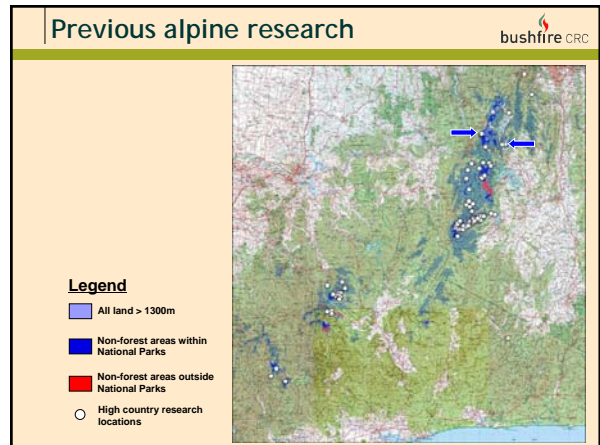 Previous alpine research
bushfire CRC
Legend
All land > 1300m
Non-forest areas within
National Parks
Non-forest areas outside
National Parks
High country research
locations